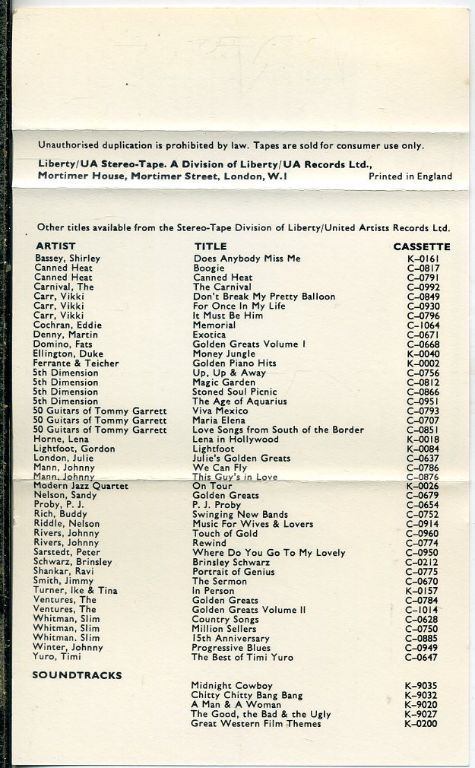 Unauthorised duplication is prohibited by law. Tapes are sold for consumer use only.
Liberty/UA Stereo-Tape. A Division of Liberty/UA Records Ltd.,
Mortimer House, Mortimer Street, London, W.1 Printed in England
Other titles available from the Stereo-Tape Division of Liberty/United Artists Records Ltd.
ARTIST TITLE CASSETTE
Bassey, Shirley Does Anybody Miss Me K-0161
Canned Heat Boogie C-0817
Canned Heat Canned Heat C-0791
Carnival, The The Carnival C-0992
Carr, Vikki Don't Break My Pretty Balloon C-0849
Carr, Vikki For Once In My Life C-0930
Carr, Vikki It Must Be Him C-0796
Cochran, Eddie Memorial C-1064
Denny, Martin Exotica C-0671
Domino, Fats Golden Greats Volume I C-0668
Ellington, Duke Money Jungle K-0040
Ferrante & Teicher Golden Piano Hits K-0002
5th Dimension Up, Up & Away C-0756
5th Dimension Magic Garden C-0812
5th Dimension Stoned Soul Picnic C-0866
5th Dimension The Age of Aquarius C-0951
50 Guitars of Tommy Garrett Viva Mexico C-0793
50 Guitars of Tommy Garrett Maria Elena C-0707
50 Guitars of Tommy Garrett Love Songs from South of the Border C-0851
Horne, Lena Lena in Hollywood K-0018
Lightfoot, Gordon Lightfoot K-0084
London, Julie Julie's Golden Greats C-0637
Mann, Johnny We Can Fly C-0786
Mann, Johnny This Guy's in Love C-0876
Modern Jazz Quartet On Tour K-0026
Nelson, Sandy Golden Greats C-0679
Proby, P. J. P. J. Proby C-0654
Rich, Buddy Swinging New Bands C-0752
Riddle, Nelson Music For Wives & Lovers C-0914
Rivers, Johnny Touch of Gold C-0960
Rivers, Johnny Rewind C-0774
Sarstedt, Peter Where Do You Go To My Lovely C-0950
Schwarz, Brinsley Brinsley Schwarz C-0212
Shankar, Ravi Portrait of Genius C-0775
Smith, Jimmy The Sermon C-0670
Turner, Ike & Tina In Person K-0157
Ventures, The Golden Greats C-0784
Ventures, The Golden Greats Volume II C-1014
Whitman, Slim Country Songs C-0628
Whitman, Slim Million Sellers C-0750
Whitman, Slim 15th Anniversary C-0885
Winter, Johnny Progressive Blues C-0949
Yuro, Timi The Best of Timi Yuro C-0647
SOUNDTRACKS
Midnight Cowboy K-9035
Chitty Chitty Bang Bang K-9032
A Man & A Woman K-9020
The Good, the Bad & the Ugly K-9027
Great Western Film Themes K-0200